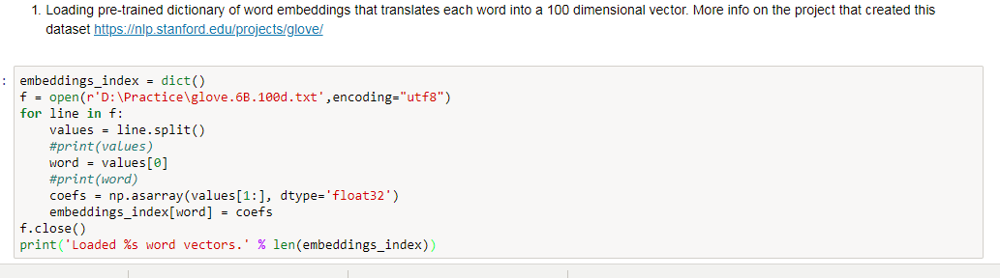 1. Loading pre-trained dictionary of word embeddings that translates each word into a 100 dimensional vector. More info on the project that created this
dataset https://nlp.stanford.edu/projects/glove/
: embeddings_index = dict()
f = open(r'D:\Practice\glove.6B.100d.txt',encoding="utf8")
for line in f:
    values = line.split()
    #print(values)
    word = values[0]
    #print(word)
    coefs = np.asarray(values[1:], dtype='float32')
    embeddings_index[word] = coefs
f.close()
print('Loaded %s word vectors.' % len(embeddings_index))